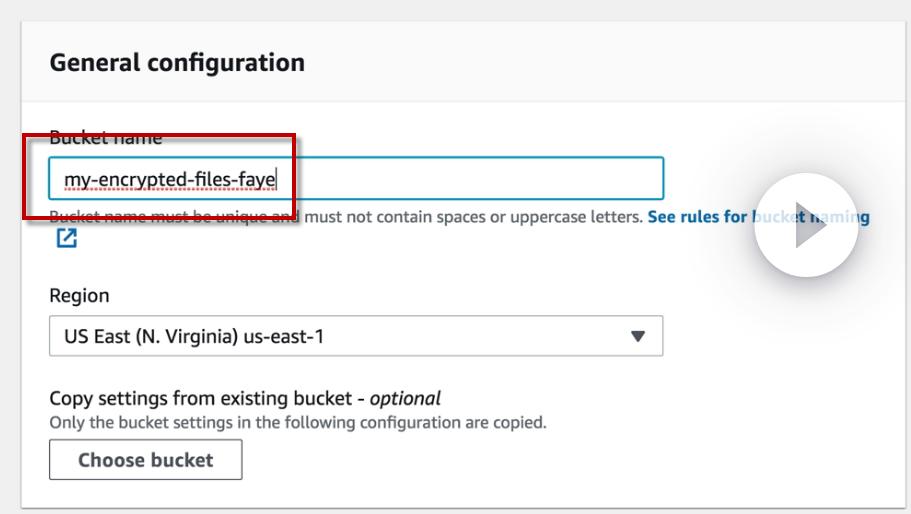 General configuration
Bucket name
my-encrypted-files-faye
Bucket name must be unique and must not contain spaces or uppercase letters. See rules for bucket naming
Region
US East (N. Virginia) us-east-1
Copy settings from existing bucket - optional
Only the bucket settings in the following configuration are copied.
Choose bucket